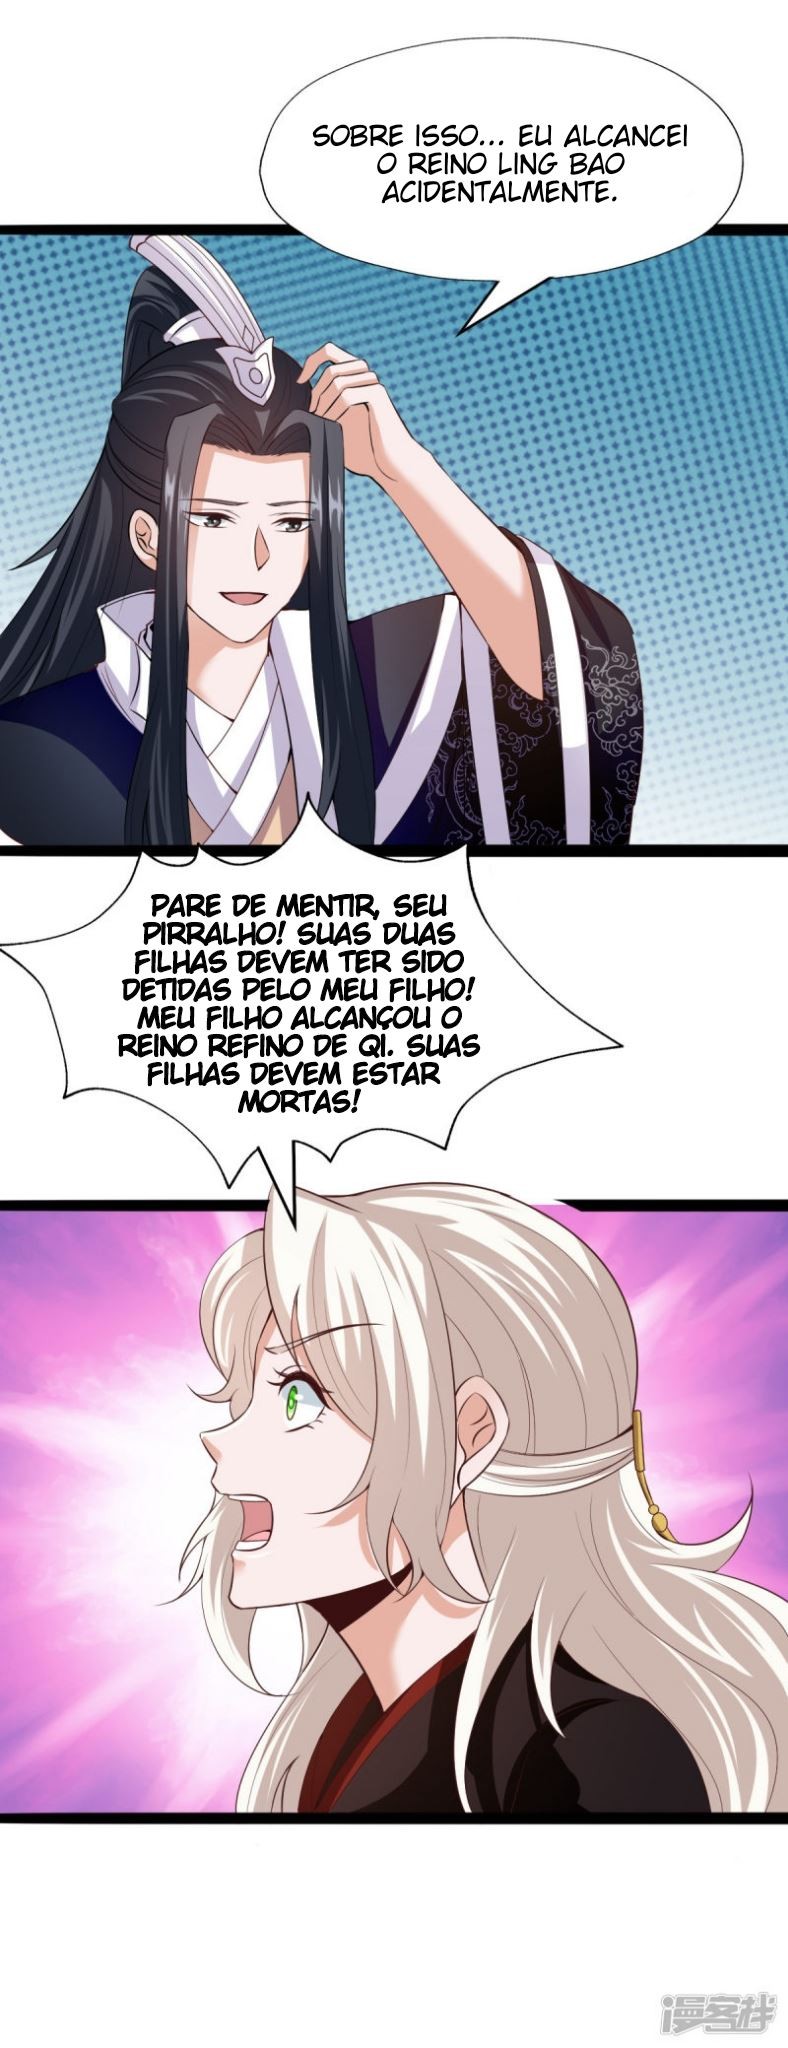 SOBRE ISSO... EU ALCANCEI
O REINO LING BAO
ACIDENTALMENTE.
PARE DE MENTIR, SEU
PIRRALHO! SUAS DUAS
FILHAS DEVEM TER SIDO
DETIDAS PELO MEU FILHO!
MEU FILHO ALCANÇOU O
REINO REFINO DE QI. SUAS
FILHAS DEVEM ESTAR
MORTAS!
漫客栈